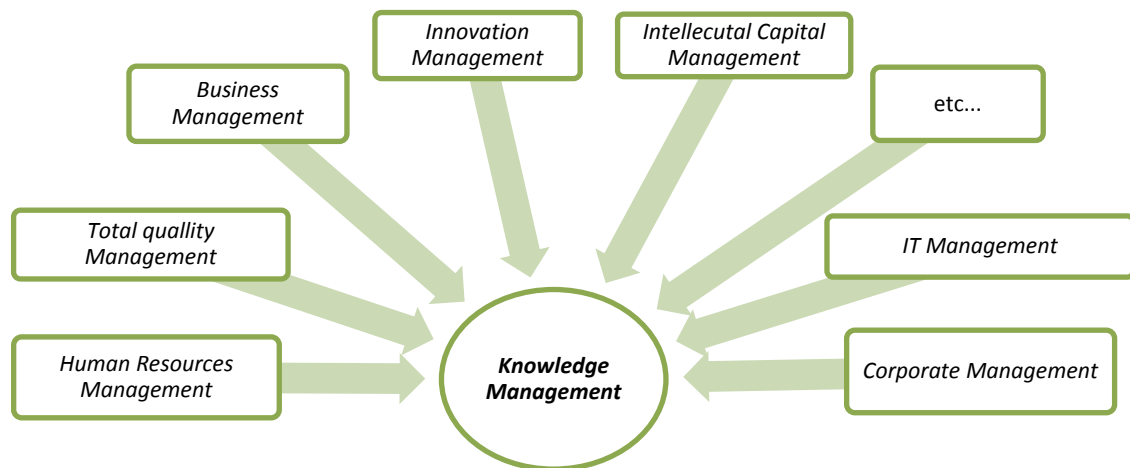 Innovation
Management
Intellecutal Capital
Management
Business
Management
etc...
Total quallity
Management
IT Management
Human Resources
Management
Knowledge
Management
Corporate Management